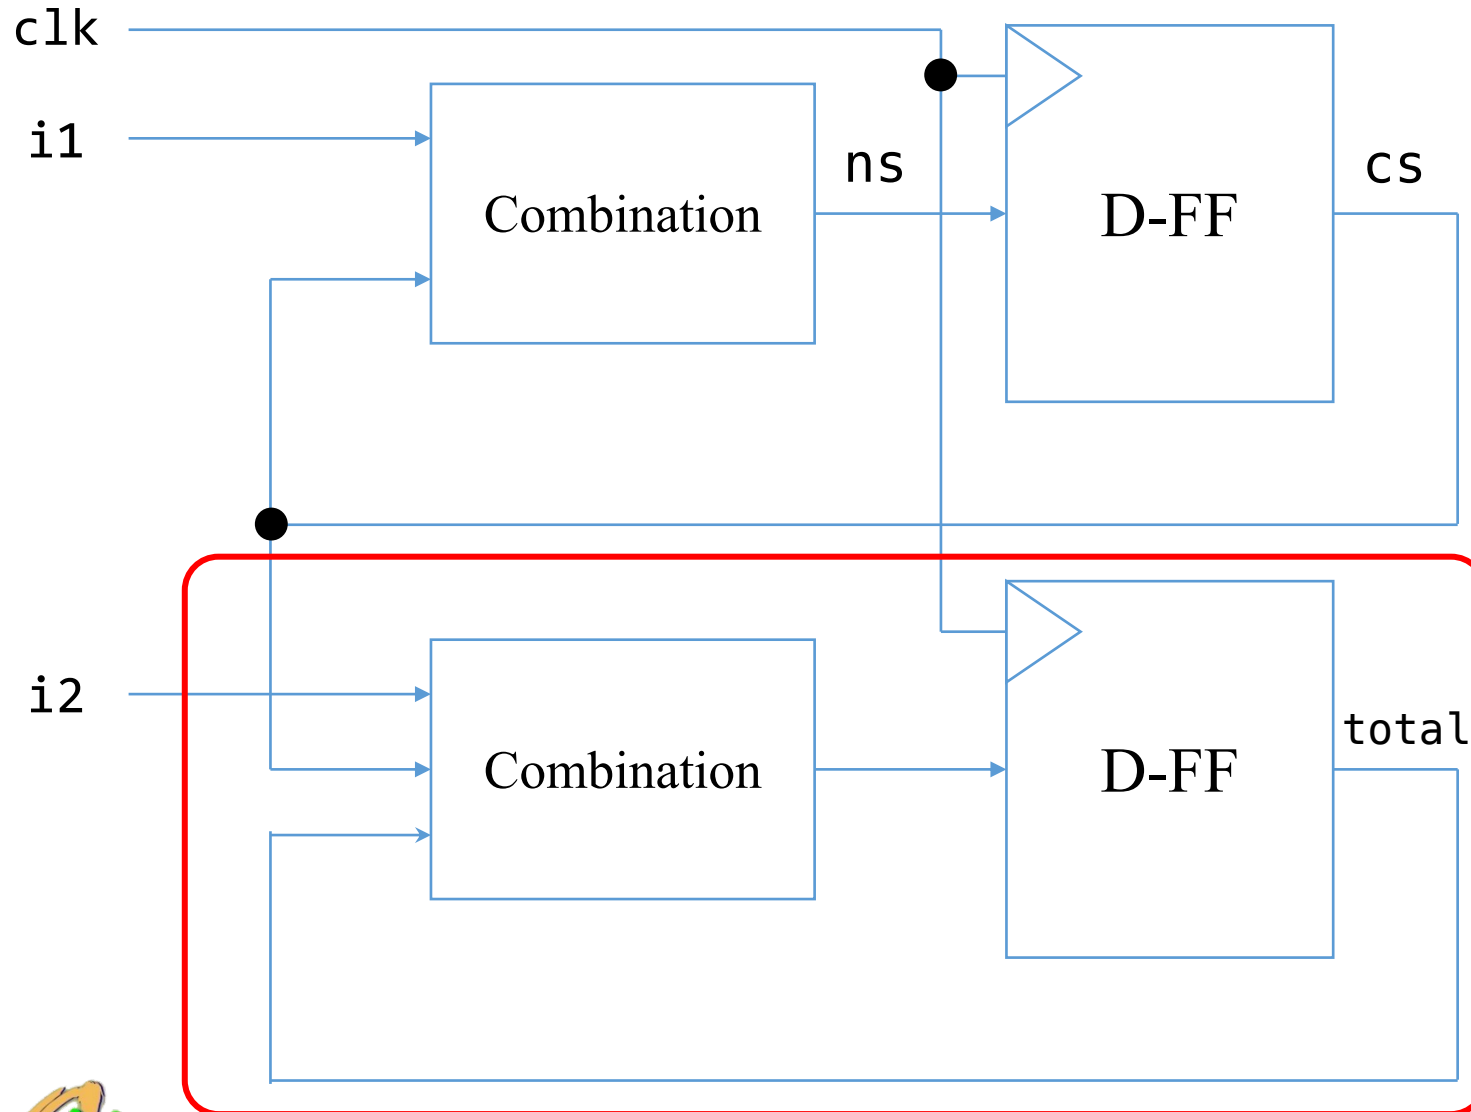 clk
i1
Combination
ns
D-FF
cs
i2
Combination
D-FF
total